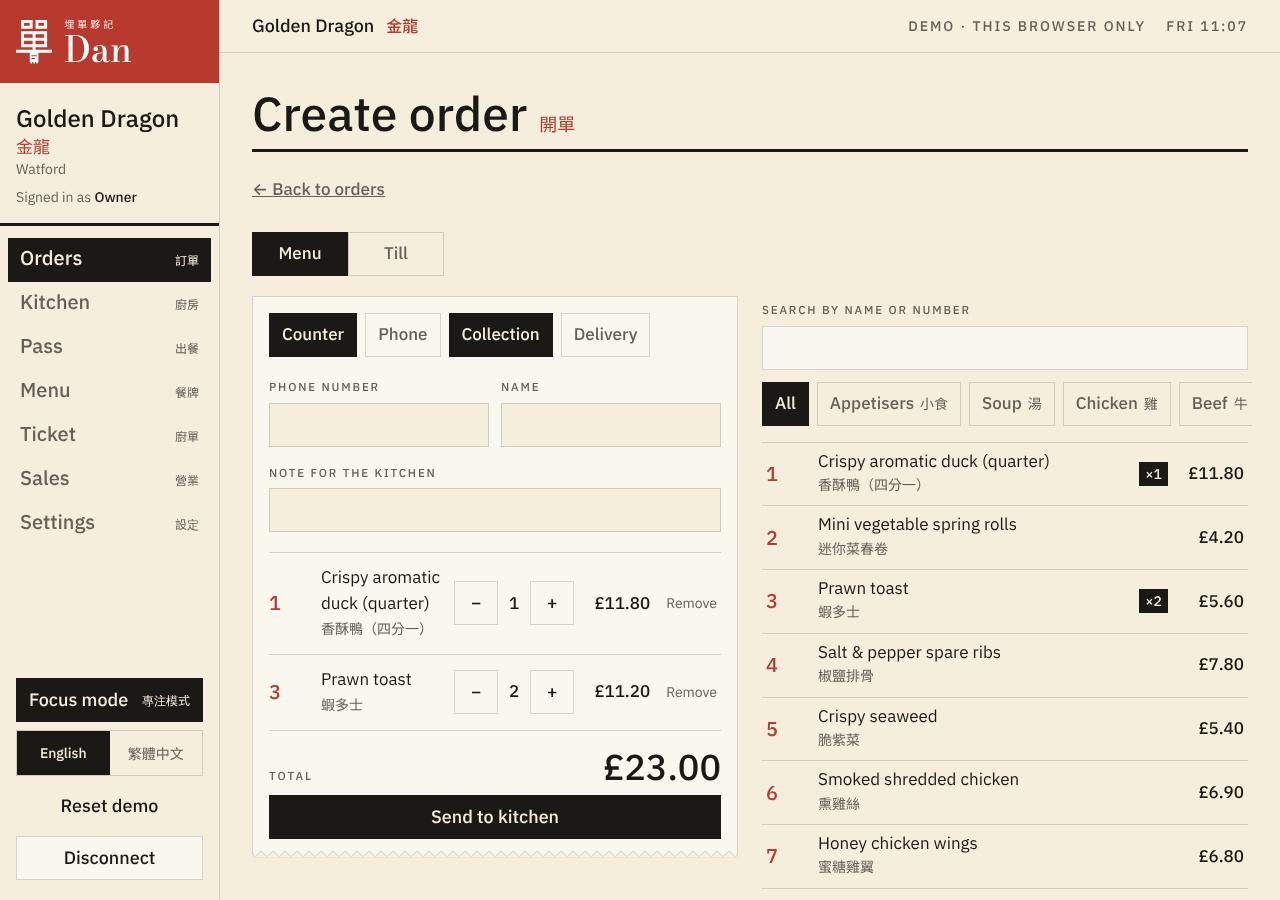 單
埋單夥記
Dan
Golden Dragon
金龍
Watford
Signed in as Owner
Orders 訂單
Kitchen 廚房
Pass 出餐
Menu 餐牌
Ticket 廚單
Sales 營業
Settings 設定
Focus mode 專注模式
English 繁體中文
Reset demo
Disconnect
Golden Dragon 金龍
DEMO · THIS BROWSER ONLY FRI 11:07
Create order 開單
← Back to orders
Menu Till
Counter Phone Collection Delivery
PHONE NUMBER NAME
NOTE FOR THE KITCHEN
1 Crispy aromatic duck (quarter) − 1 + £11.80 Remove
香酥鴨（四分一）
3 Prawn toast − 2 + £11.20 Remove
蝦多士
TOTAL £23.00
Send to kitchen
SEARCH BY NAME OR NUMBER
All Appetisers 小食 Soup 湯 Chicken 雞 Beef 牛
1 Crispy aromatic duck (quarter) ×1 £11.80
香酥鴨（四分一）
2 Mini vegetable spring rolls £4.20
迷你菜春卷
3 Prawn toast ×2 £5.60
蝦多士
4 Salt & pepper spare ribs £7.80
椒鹽排骨
5 Crispy seaweed £5.40
脆紫菜
6 Smoked shredded chicken £6.90
熏雞絲
7 Honey chicken wings £6.80
蜜糖雞翼